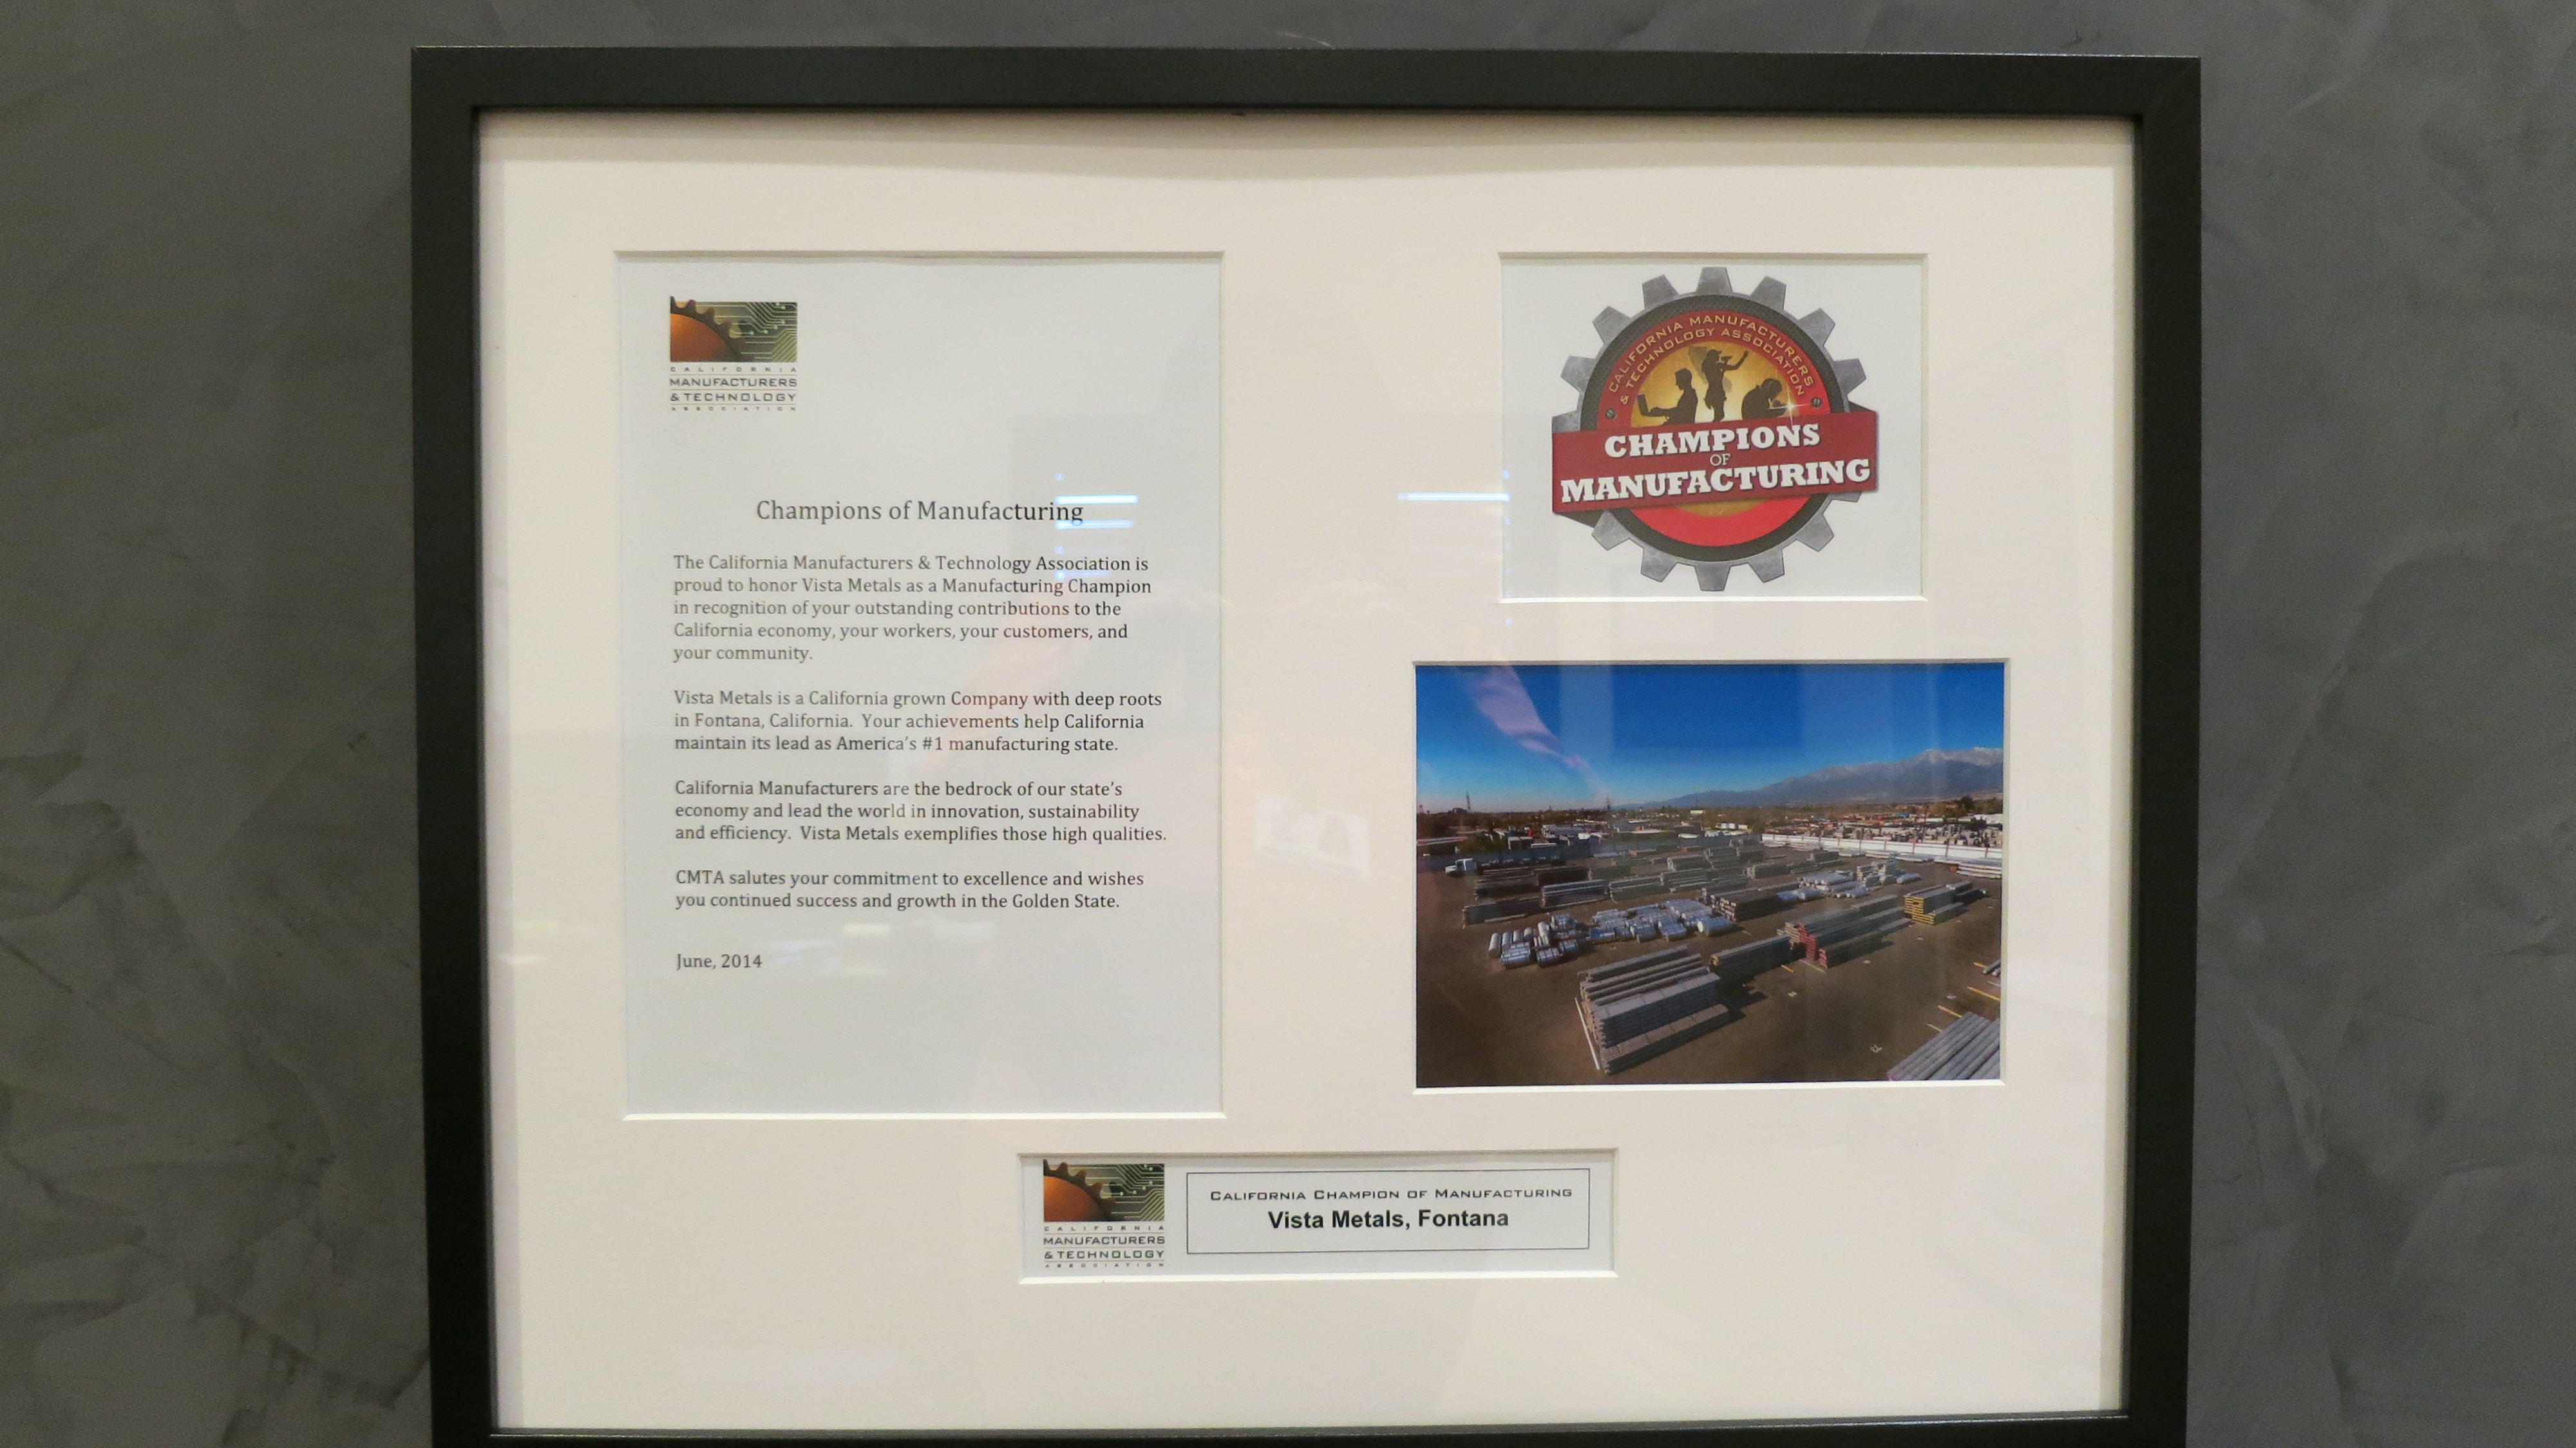 CALIFORNIA
MANUFACTURERS
& TECHNOLOGY
ASSOCIATION
Champions of Manufacturing
The California Manufacturers & Technology Association is
proud to honor Vista Metals as a Manufacturing Champion
in recognition of your outstanding contributions to the
California economy, your workers, your customers, and
your community.
Vista Metals is a California grown Company with deep roots
in Fontana, California.  Your achievements help California
maintain its lead as America's #1 manufacturing state.
California Manufacturers are the bedrock of our state's
economy and lead the world in innovation, sustainability
and efficiency.  Vista Metals exemplifies those high qualities.
CMTA salutes your commitment to excellence and wishes
you continued success and growth in the Golden State.
June, 2014
CALIFORNIA MANUFACTURERS
& TECHNOLOGY ASSOCIATION
CHAMPIONS
OF
MANUFACTURING
CALIFORNIA
MANUFACTURERS
& TECHNOLOGY
ASSOCIATION
CALIFORNIA CHAMPION OF MANUFACTURING
Vista Metals, Fontana